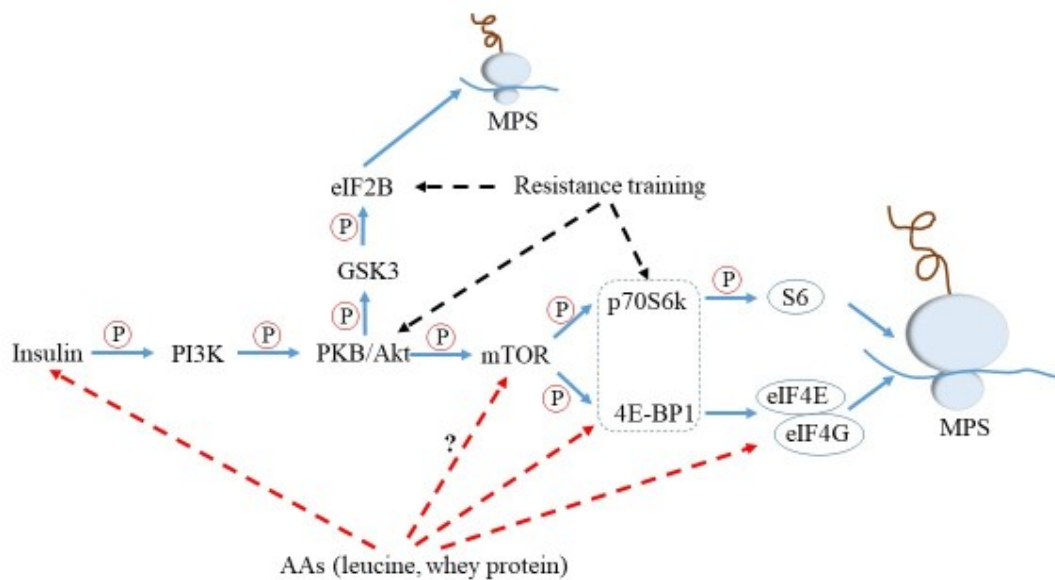 MPS
eIF2B
Resistance training
P
GSK3
P
p70S6k
P
S6
P
Insulin
P
PI3K
P
PKB/Akt
P
mTOR
P
4E-BP1
eIF4E
eIF4G
MPS
?
AAs (leucine, whey protein)